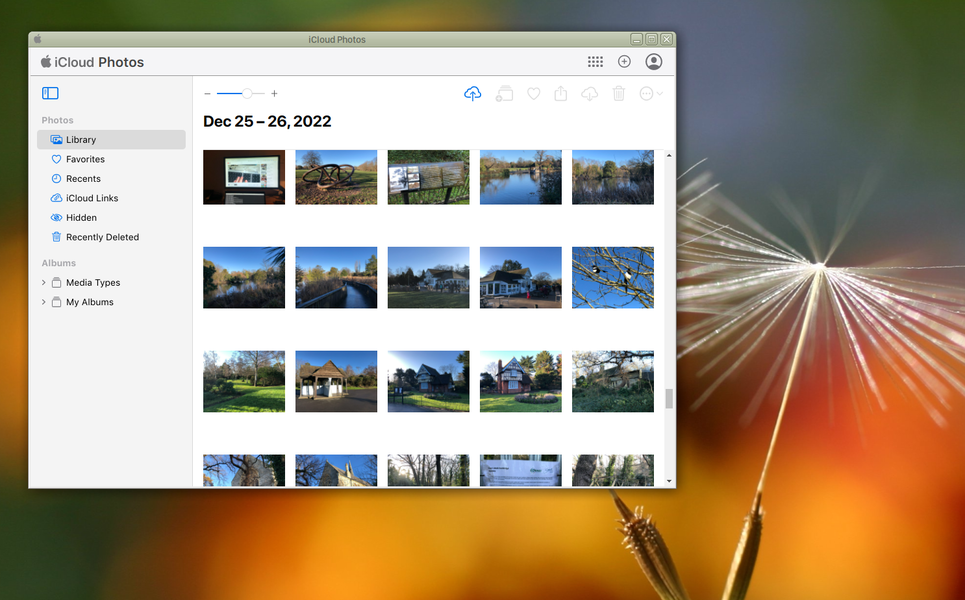 iCloud Photos
iCloud Photos
Dec 25 – 26, 2022
Photos
Library
Favorites
Recents
iCloud Links
Hidden
Recently Deleted
Albums
Media Types
My Albums